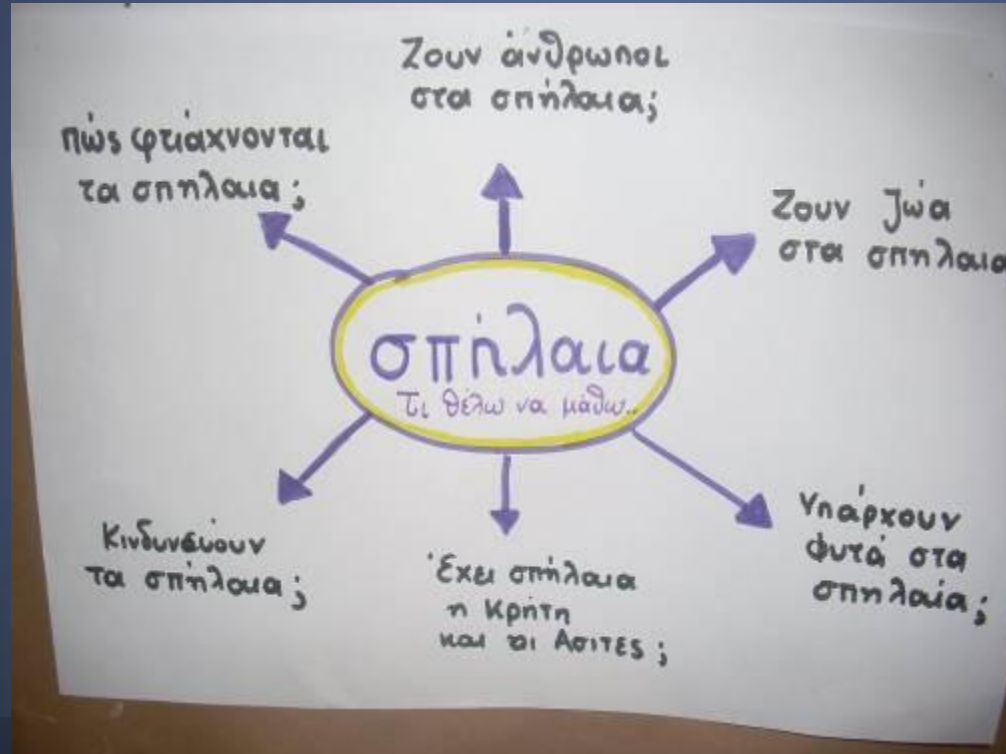 Ζουν άνθρωποι
στα σπήλαια;
πώς φτιάχνονται
τα σπηλαια;
Ζουν ζώα
στα σπηλαια
σπήλαια
Τι θέλω να μάθω..
Κινδυνεύουν
τα σπήλαια;
Έχει σπήλαια
η Κρήτη
και οι Ασίτες;
Υπάρχουν
φυτά στα
σπηλαία;